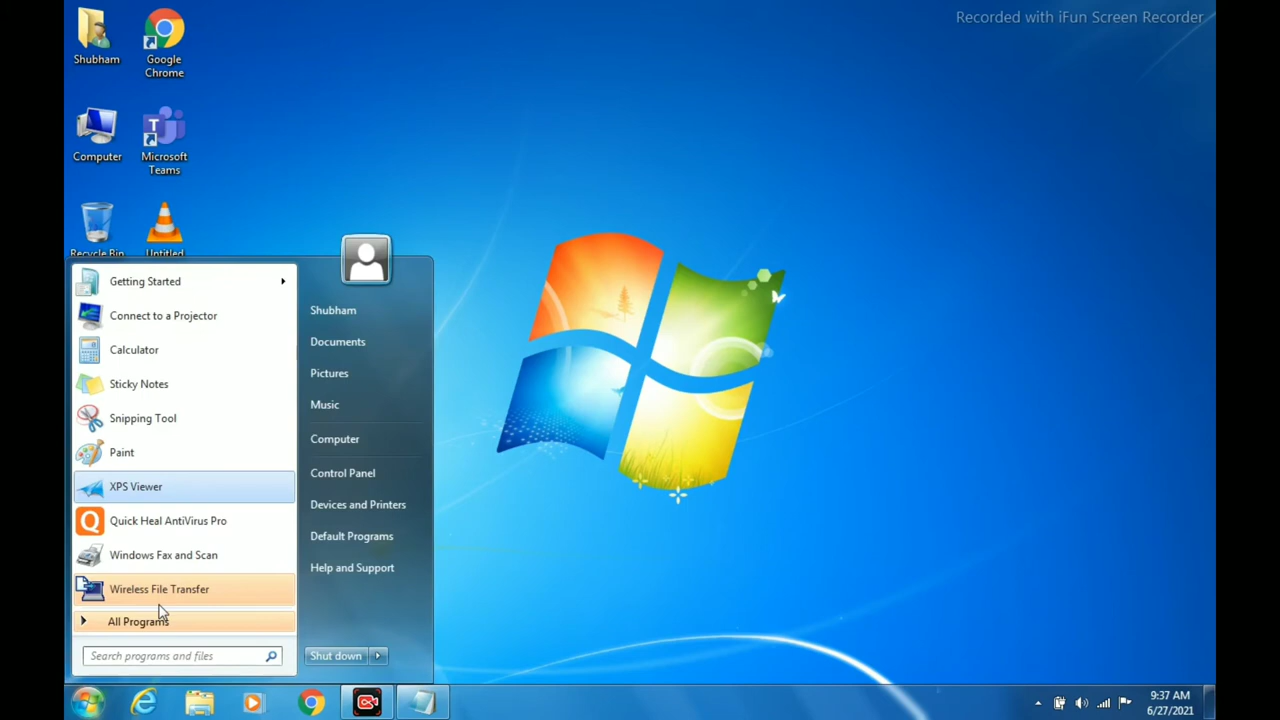 Recorded with iFun Screen Recorder
Shubham
Google
Chrome
Computer
Microsoft
Teams
Recycle Bin
Untitled
Getting Started
Connect to a Projector
Calculator
Sticky Notes
Snipping Tool
Paint
XPS Viewer
Quick Heal AntiVirus Pro
Windows Fax and Scan
Wireless File Transfer
All Programs
Search programs and files
Shubham
Documents
Pictures
Music
Computer
Control Panel
Devices and Printers
Default Programs
Help and Support
Shut down
9:37 AM
6/27/2021